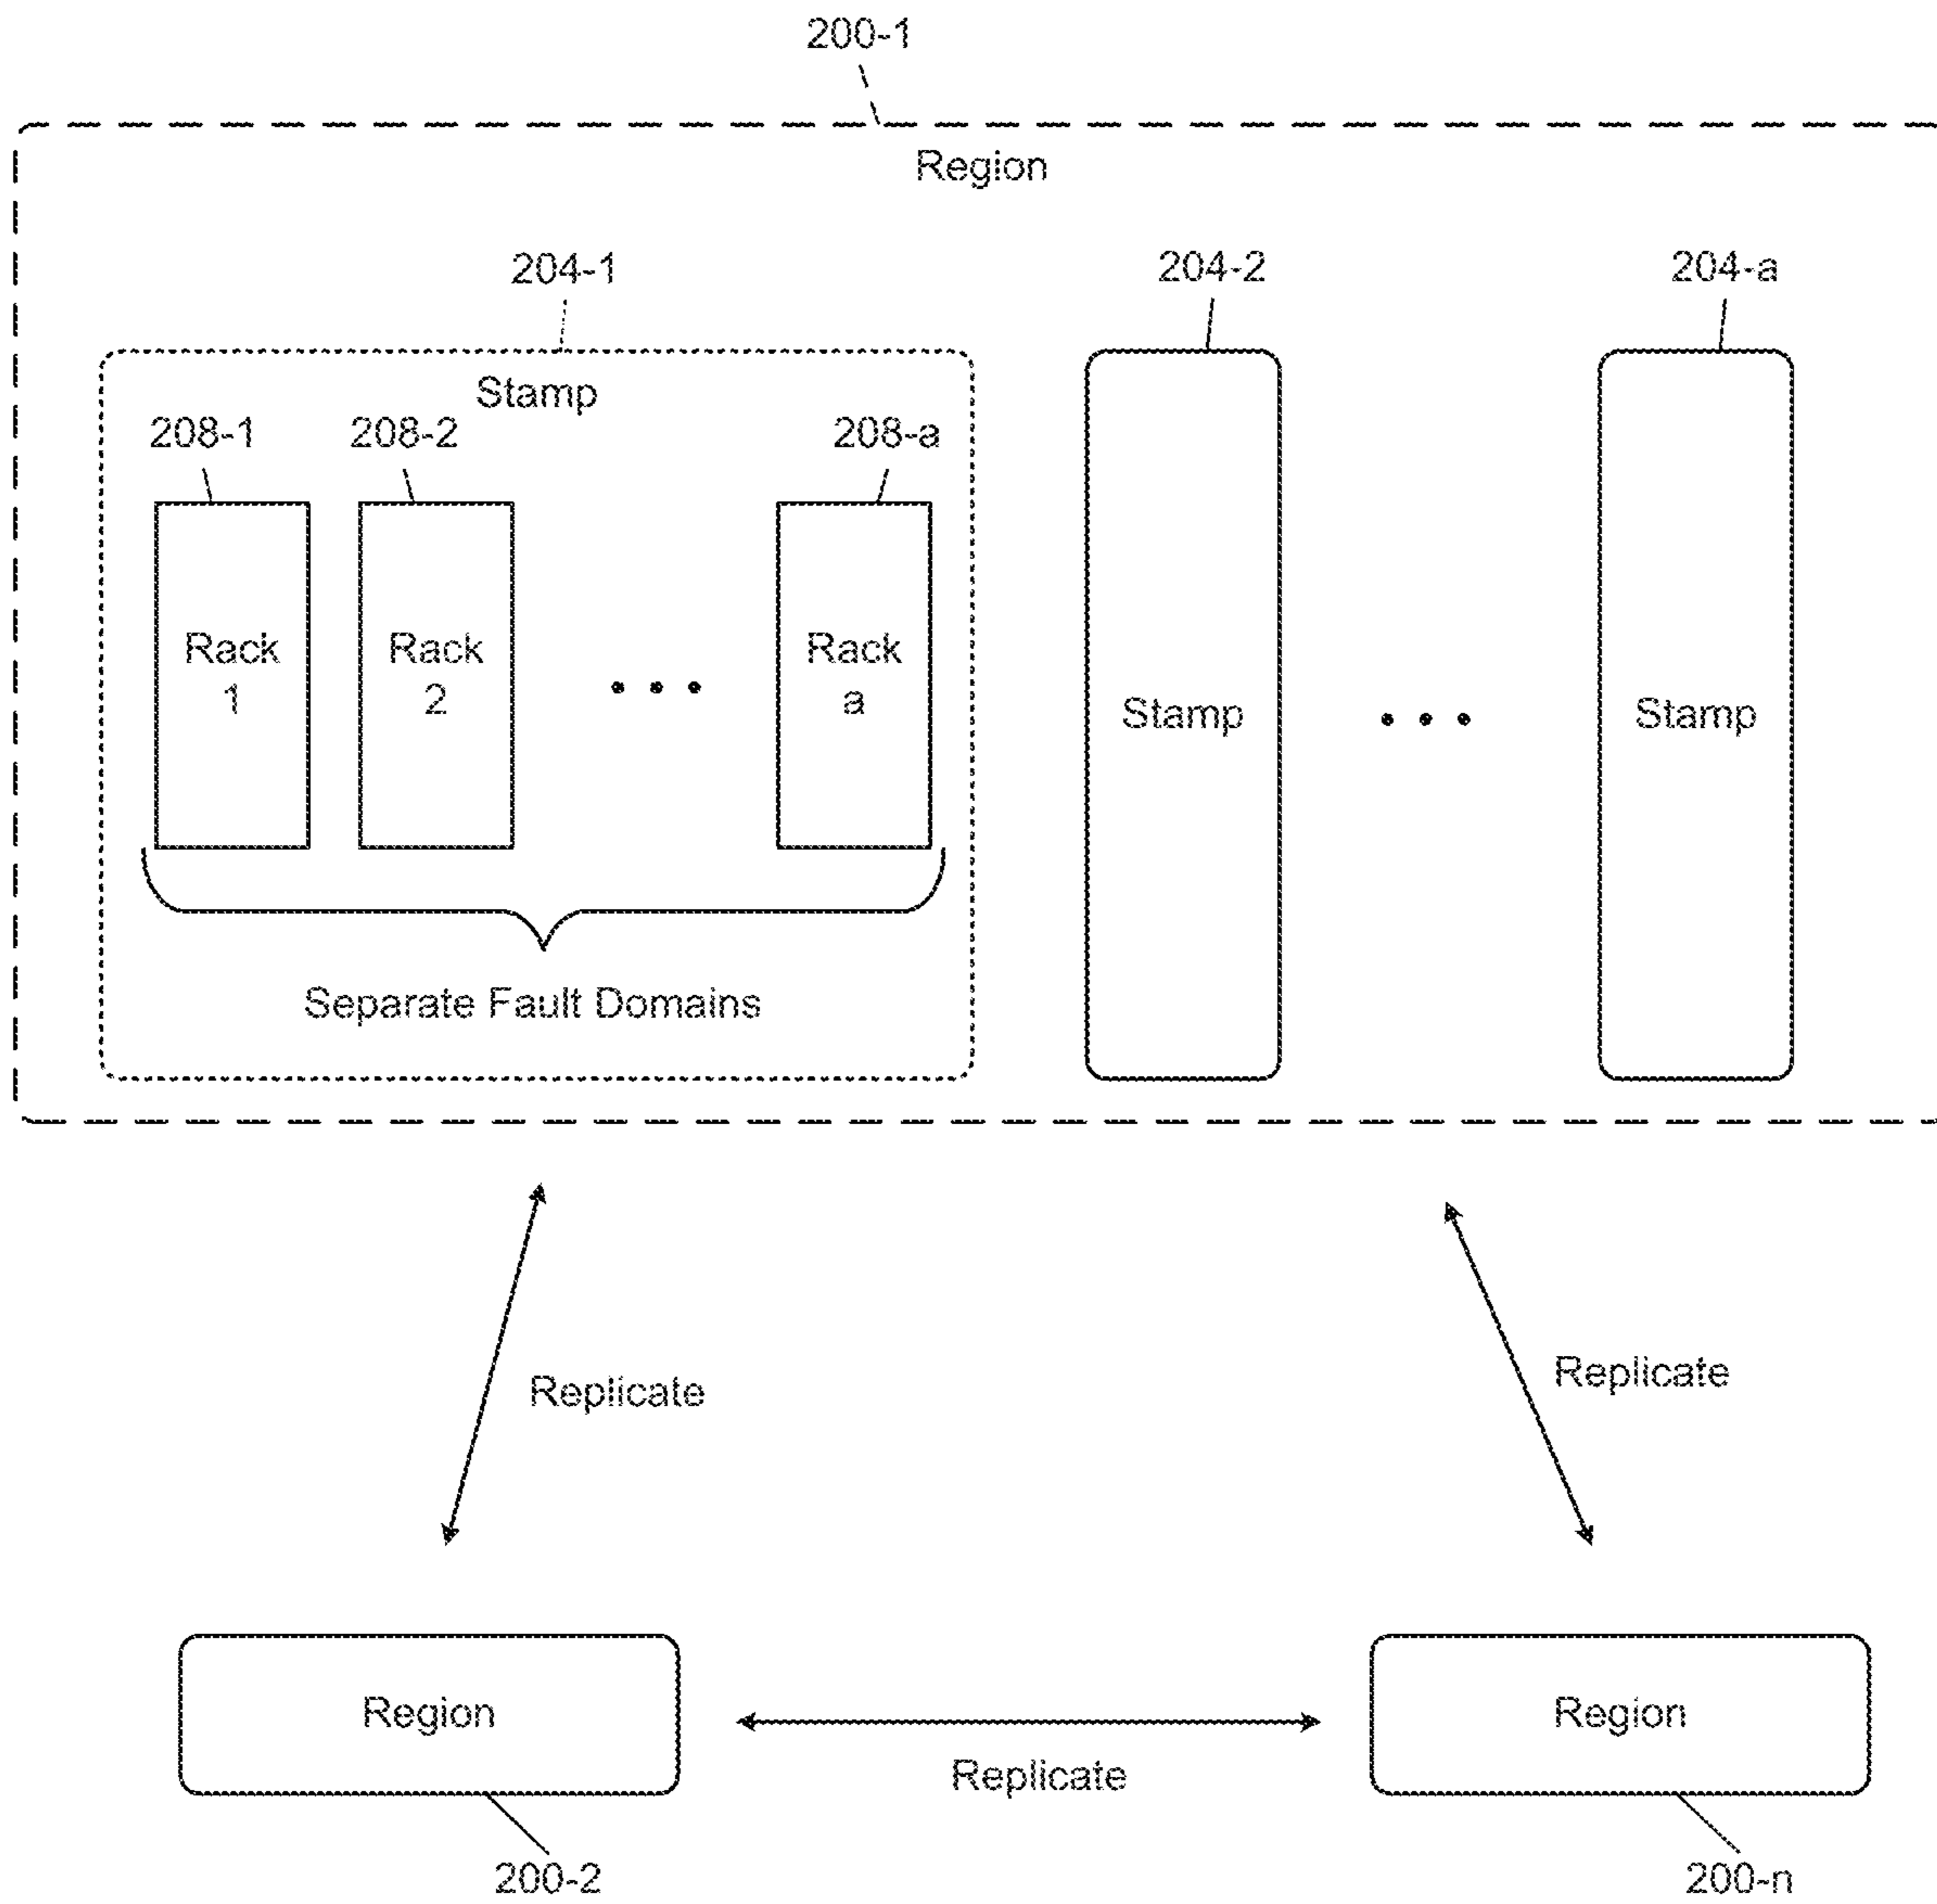 200-1
Region
204-1
204-2
204-a
Stamp
208-1
208-2
208-a
Rack
1
Rack
2
Rack
a
Stamp
Stamp
Separate Fault Domains
Replicate
Replicate
Region
Region
Replicate
200-2
200-n